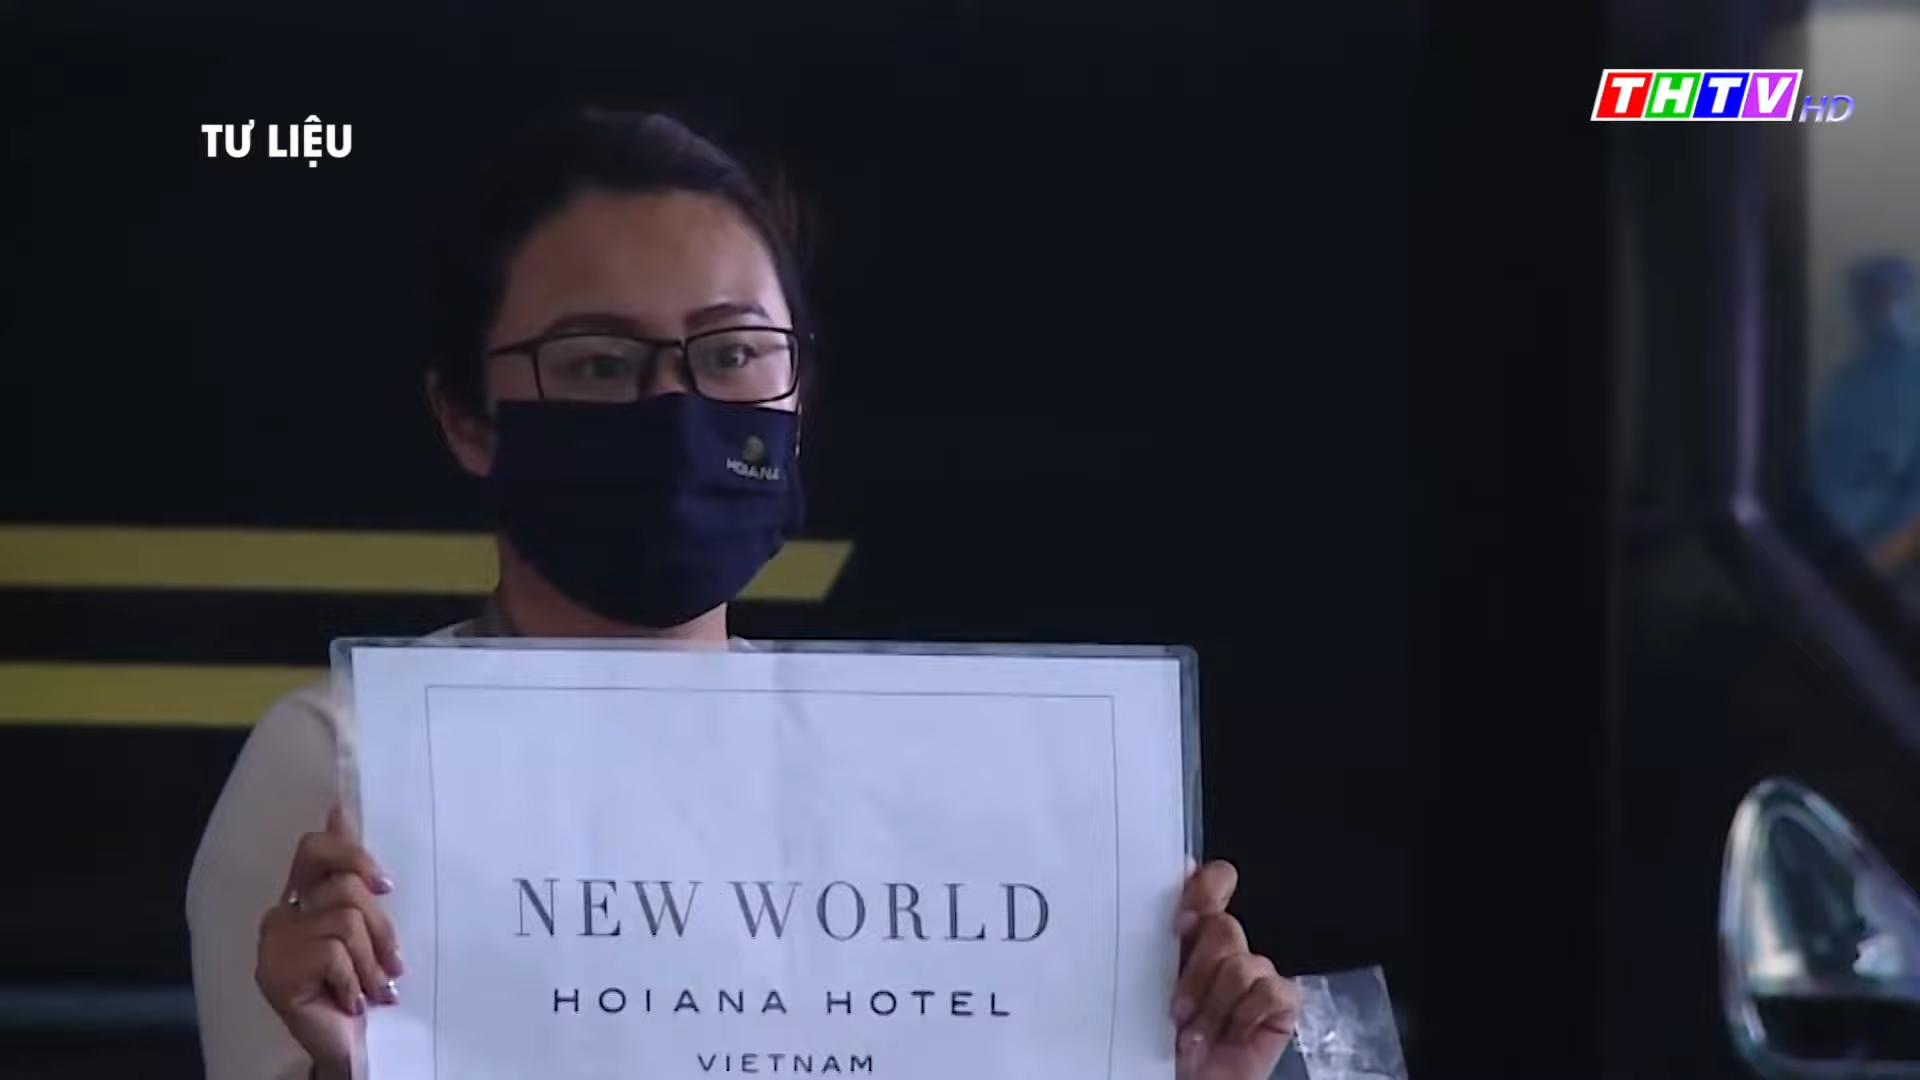 TƯ LIỆU
THTV HD
HOIANA
NEW WORLD
HOIANA HOTEL
VIETNAM